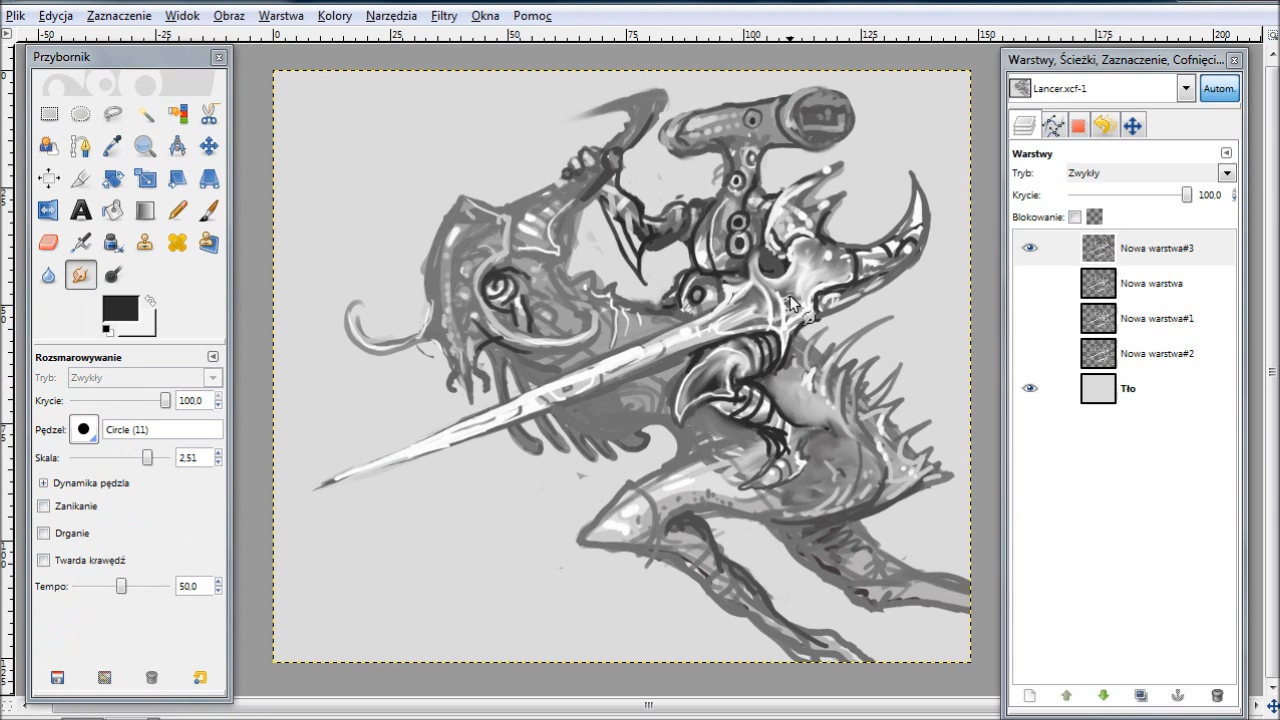 Plik Edycja Zaznaczenie Widok Obraz Warstwa Kolory Narzędzia Filtry Okna Pomoc
-50 -25 0 25 50 75 100 125 150 175 200
Przybornik
Rozsmarowywanie
Tryb: Zwykły
Krycie: 100,0
Pędzel: Circle (11)
Skala: 2,51
Dynamika pędzla
Zanikanie
Drganie
Twarda krawędź
Tempo: 50,0
Warstwy, Ścieżki, Zaznaczenie, Cofnięci...
Lancer.xcf-1 Autom.
Warstwy
Tryb: Zwykły
Krycie: 100,0
Blokowanie:
Nowa warstwa#3
Nowa warstwa
Nowa warstwa#1
Nowa warstwa#2
Tło